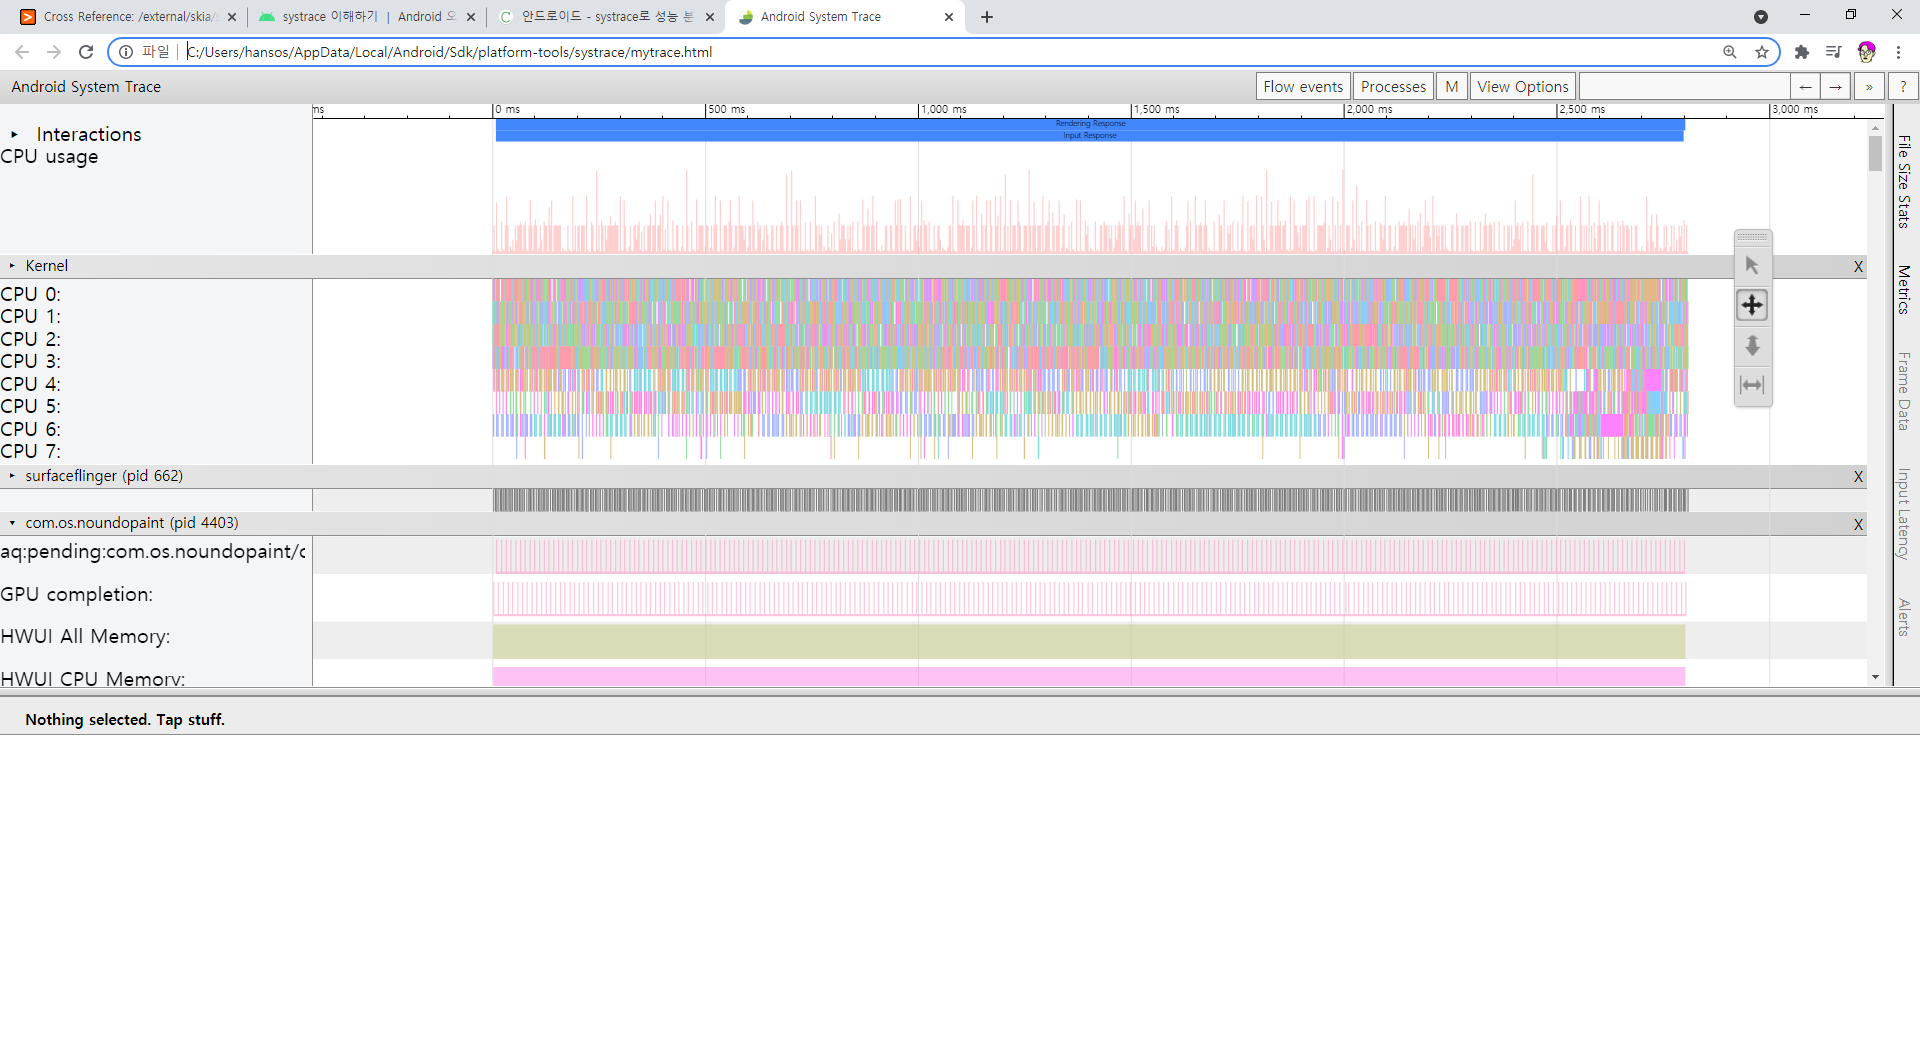 Cross Reference: /external/skia/
systrace 이해하기 | Android 오
안드로이드 - systrace로 성능 분
Android System Trace
파일
C:/Users/hansos/AppData/Local/Android/Sdk/platform-tools/systrace/mytrace.html
Android System Trace
Flow events
Processes
M
View Options
←
→
»
?
ms 0 ms 500 ms 1,000 ms 1,500 ms 2,000 ms 2,500 ms 3,000 ms
Interactions
Rendering Response
Input Response
CPU usage
Kernel
X
CPU 0:
CPU 1:
CPU 2:
CPU 3:
CPU 4:
CPU 5:
CPU 6:
CPU 7:
surfaceflinger (pid 662)
X
com.os.noundopaint (pid 4403)
X
aq:pending:com.os.noundopaint/c
GPU completion:
HWUI All Memory:
HWUI CPU Memory:
File Size Stats
Metrics
Frame Data
Input Latency
Alerts
Nothing selected. Tap stuff.